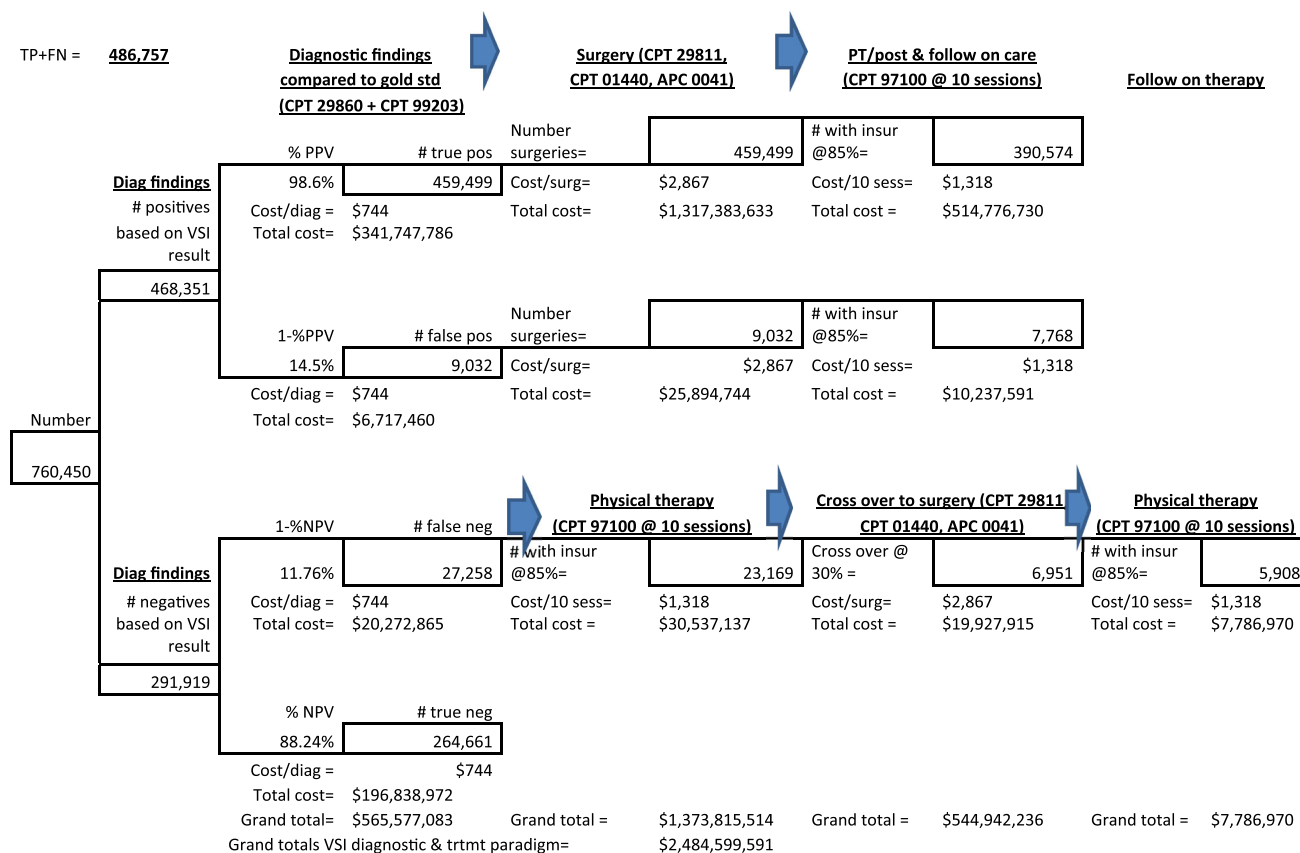 TP+FN = 486,757
Diagnostic findings
compared to gold std
(CPT 29860 + CPT 99203)
Surgery (CPT 29811,
CPT 01440, APC 0041)
PT/post & follow on care
(CPT 97100 @ 10 sessions)
Follow on therapy
% PPV # true pos
Number
surgeries= 459,499
# with insur
@85%= 390,574
Diag findings
# positives
based on VSI
result
468,351
98.6% 459,499
Cost/diag = $744
Total cost= $341,747,786
Cost/surg= $2,867
Total cost= $1,317,383,633
Cost/10 sess= $1,318
Total cost = $514,776,730
1-%PPV # false pos
14.5% 9,032
Cost/diag = $744
Total cost= $6,717,460
Number
surgeries= 9,032
Cost/surg= $2,867
Total cost= $25,894,744
# with insur
@85%= 7,768
Cost/10 sess= $1,318
Total cost= $10,237,591
Number
760,450
1-%NPV # false neg
Physical therapy
(CPT 97100 @ 10 sessions)
Cross over to surgery (CPT 29811
CPT 01440, APC 0041)
Physical therapy
(CPT 97100 @ 10 sessions)
Diag findings
# negatives
based on VSI
result
291,919
11.76% 27,258
Cost/diag = $744
Total cost= $20,272,865
# with insur
@85%= 23,169
Cost/10 sess= $1,318
Total cost = $30,537,137
Cross over @
30% = 6,951
Cost/surg= $2,867
Total cost = $19,927,915
# with insur
@85%= 5,908
Cost/10 sess= $1,318
Total cost = $7,786,970
% NPV # true neg
88.24% 264,661
Cost/diag = $744
Total cost= $196,838,972
Grand total= $565,577,083 Grand total = $1,373,815,514 Grand total = $544,942,236 Grand total = $7,786,970
Grand totals VSI diagnostic & trtmt paradigm= $2,484,599,591